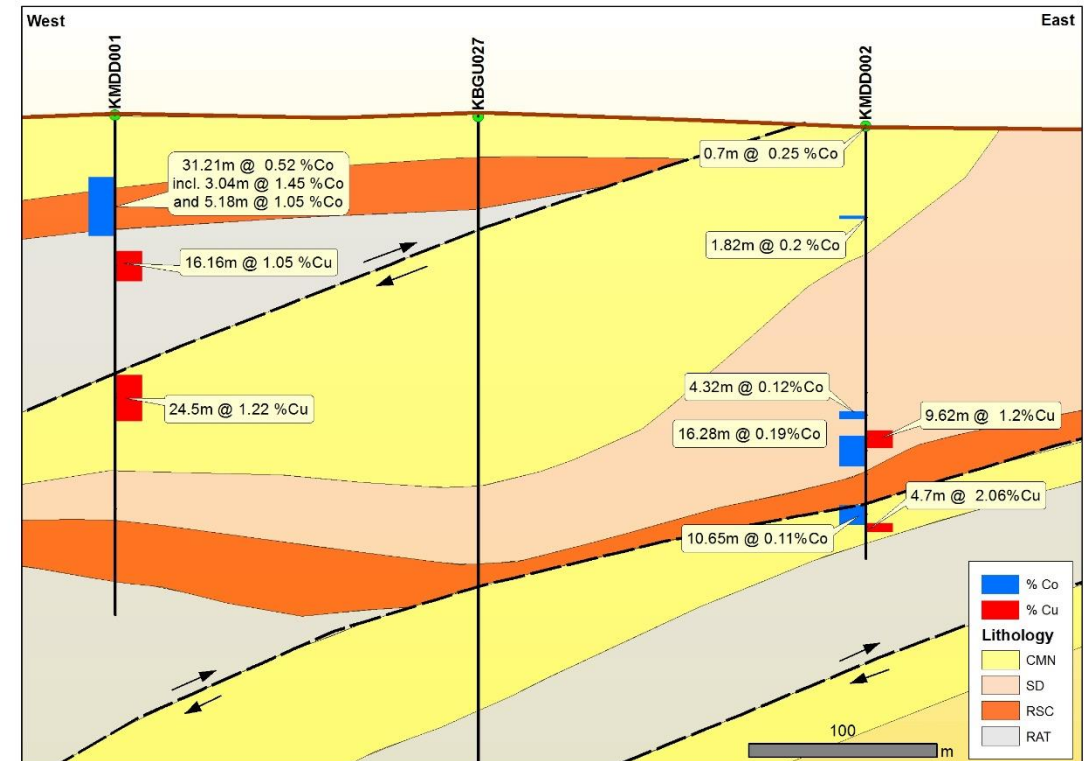 West
East
KMDD001
KBGU027
KMDD002
31.21m @ 0.52 %Co
incl. 3.04m @ 1.45 %Co
and 5.18m @ 1.05 %Co
16.16m @ 1.05 %Cu
24.5m @ 1.22 %Cu
0.7m @ 0.25 %Co
1.82m @ 0.2 %Co
4.32m @ 0.12%Co
9.62m @ 1.2%Cu
16.28m @ 0.19%Co
4.7m @ 2.06%Cu
10.65m @ 0.11%Co
% Co
% Cu
Lithology
CMN
SD
RSC
RAT
100
m